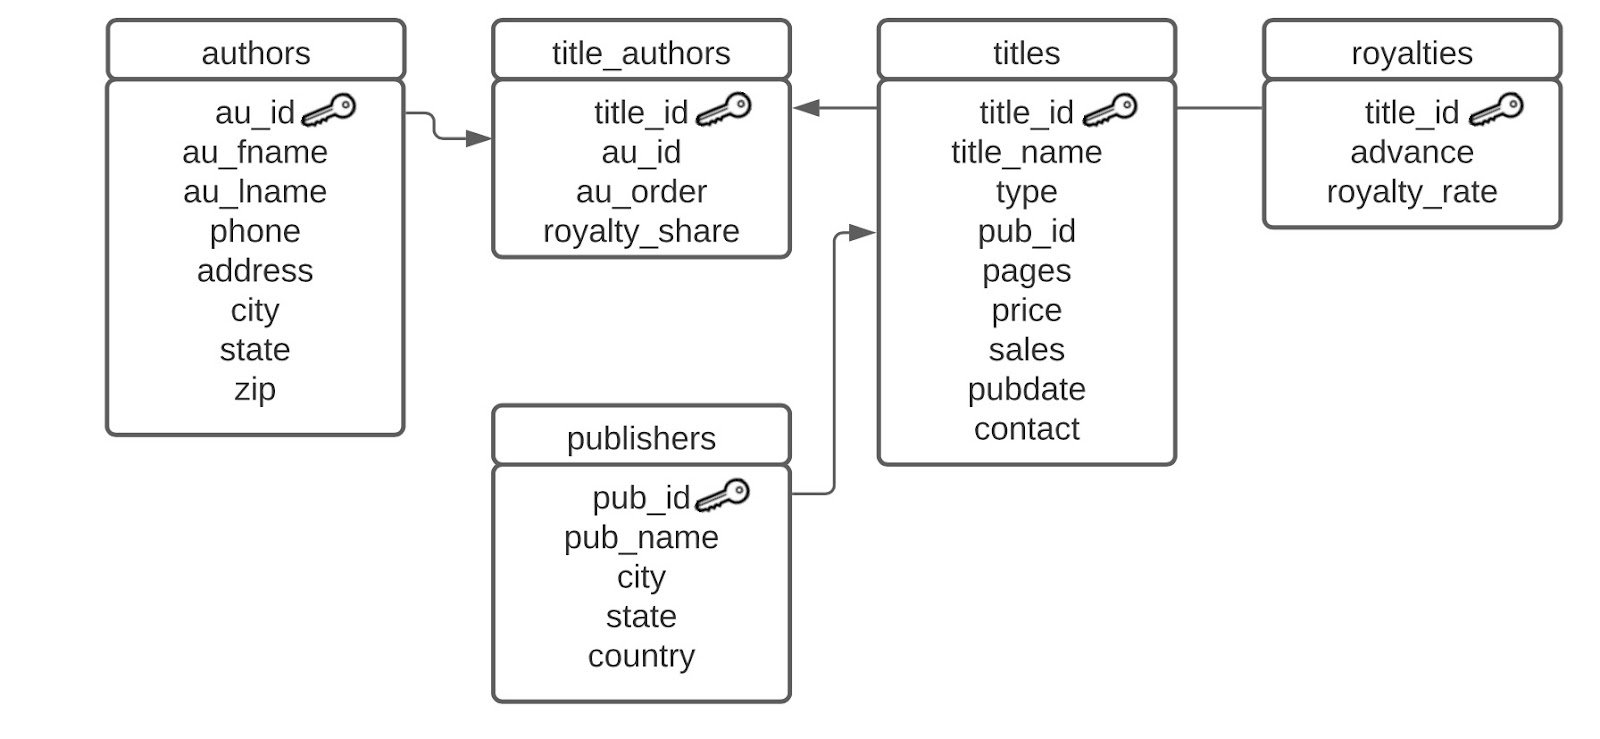 authors
au_id
au_fname
au_lname
phone
address
city
state
zip
title_authors
title_id
au_id
au_order
royalty_share
titles
title_id
title_name
type
pub_id
pages
price
sales
pubdate
contact
royalties
title_id
advance
royalty_rate
publishers
pub_id
pub_name
city
state
country